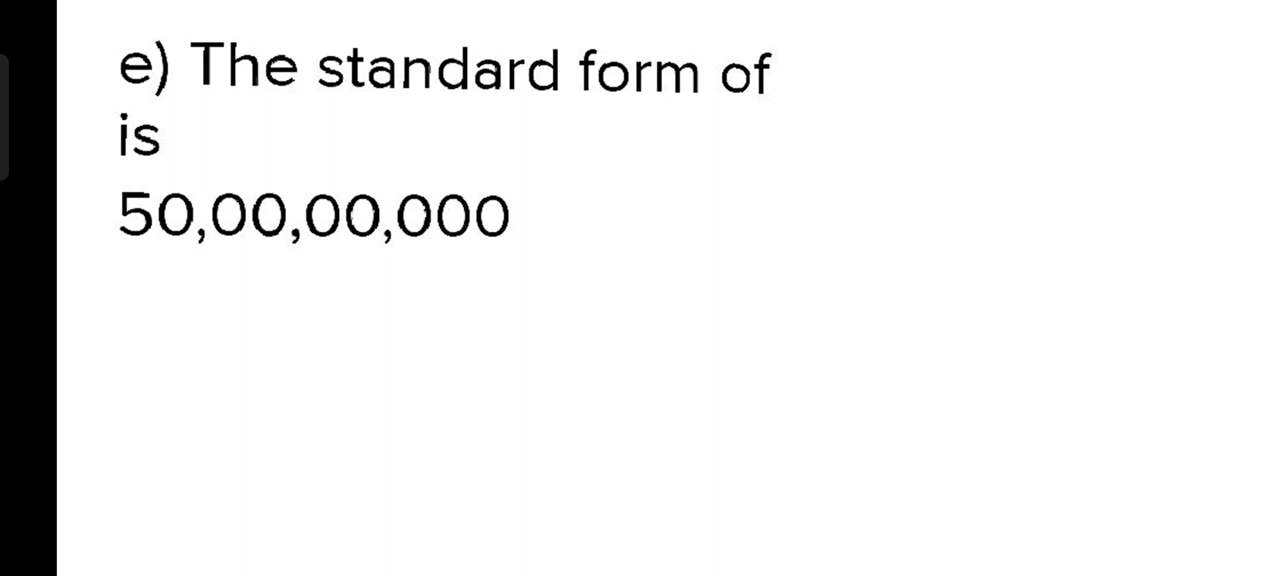 e) The standard form of
is
50,00,00,000